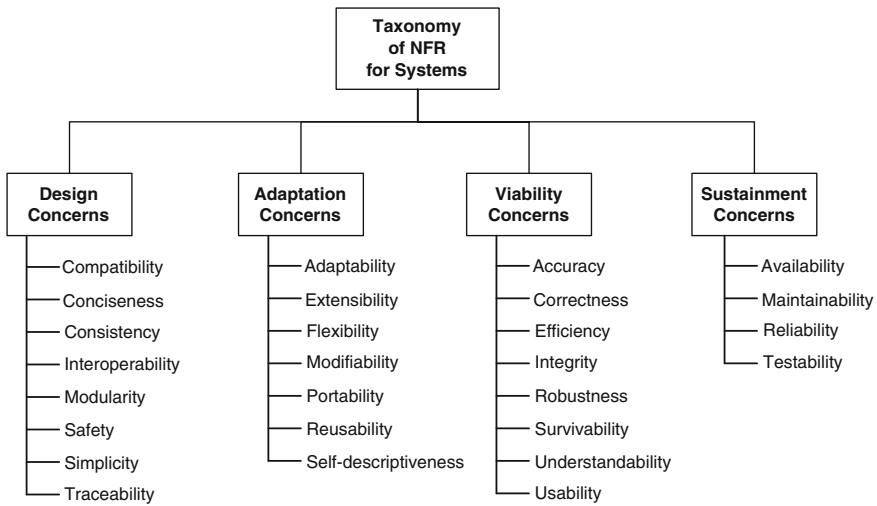 Taxonomy
of NFR
for Systems
Design
Concerns
Compatibility
Conciseness
Consistency
Interoperability
Modularity
Safety
Simplicity
Traceability
Adaptation
Concerns
Adaptability
Extensibility
Flexibility
Modifiability
Portability
Reusability
Self-descriptiveness
Viability
Concerns
Accuracy
Correctness
Efficiency
Integrity
Robustness
Survivability
Understandability
Usability
Sustainment
Concerns
Availability
Maintainability
Reliability
Testability